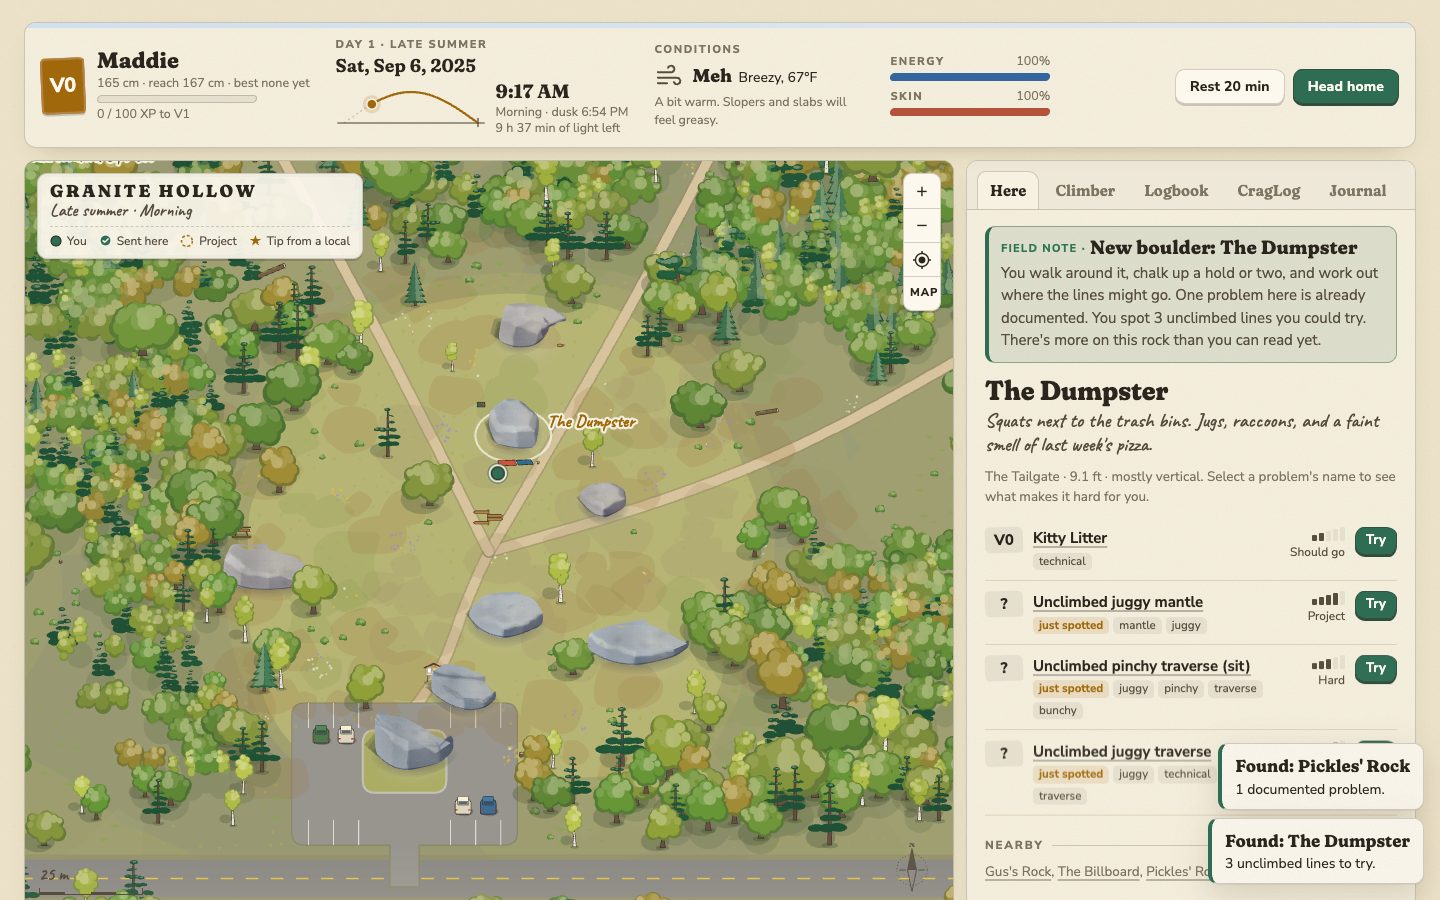 V0
Maddie
165 cm · reach 167 cm · best none yet
0 / 100 XP to V1
DAY 1 · LATE SUMMER
Sat, Sep 6, 2025
9:17 AM
Morning · dusk 6:54 PM
9 h 37 min of light left
CONDITIONS
Meh Breezy, 67°F
A bit warm. Slopers and slabs will
feel greasy.
ENERGY 100%
SKIN 100%
Rest 20 min
Head home
GRANITE HOLLOW
Late summer · Morning
You Sent here Project Tip from a local
+
−
MAP
The Dumpster
25 m
N
Here Climber Logbook CragLog Journal
FIELD NOTE · New boulder: The Dumpster
You walk around it, chalk up a hold or two, and work out
where the lines might go. One problem here is already
documented. You spot 3 unclimbed lines you could try.
There's more on this rock than you can read yet.
The Dumpster
Squats next to the trash bins. Jugs, raccoons, and a faint
smell of last week's pizza.
The Tailgate · 9.1 ft · mostly vertical. Select a problem's name to see
what makes it hard for you.
V0 Kitty Litter Should go Try
technical
? Unclimbed juggy mantle Project Try
just spotted mantle juggy
? Unclimbed pinchy traverse (sit) Hard Try
just spotted juggy pinchy traverse
bunchy
? Unclimbed juggy traverse
just spotted juggy technical
traverse
Found: Pickles' Rock
1 documented problem.
Found: The Dumpster
3 unclimbed lines to try.
NEARBY
Gus's Rock, The Billboard, Pickles'